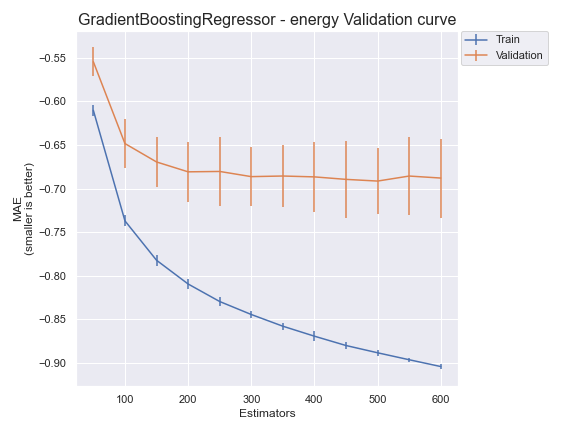 GradientBoostingRegressor - energy Validation curve
Train
Validation
−0.55
−0.60
−0.65
−0.70
−0.75
−0.80
−0.85
−0.90
MAE
(smaller is better)
100
200
300
400
500
600
Estimators